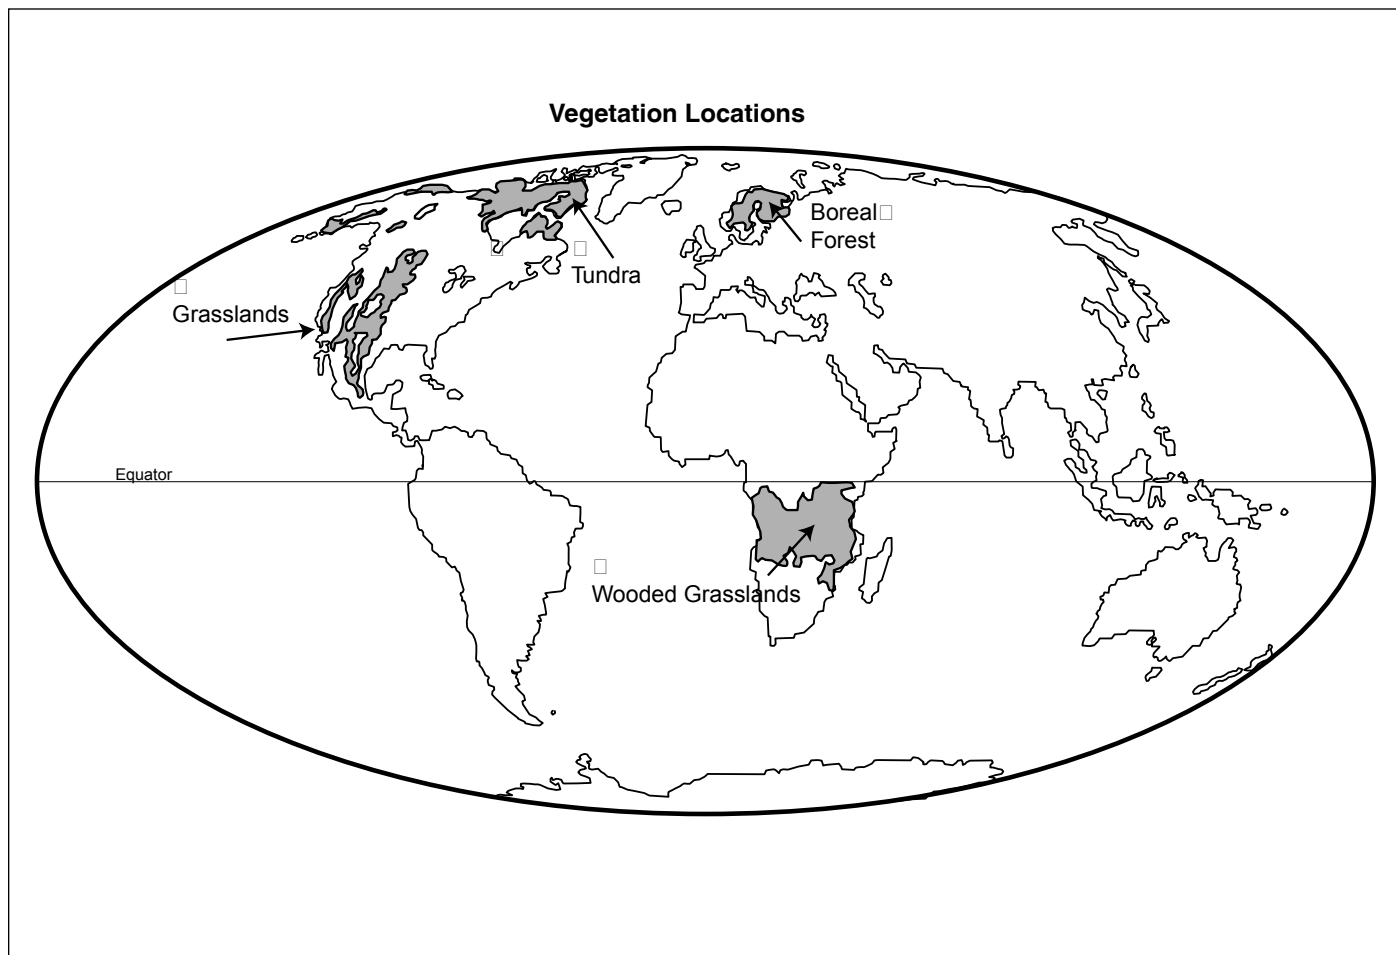 Vegetation Locations
Boreal
Forest
Tundra
Grasslands
Equator
Wooded Grasslands